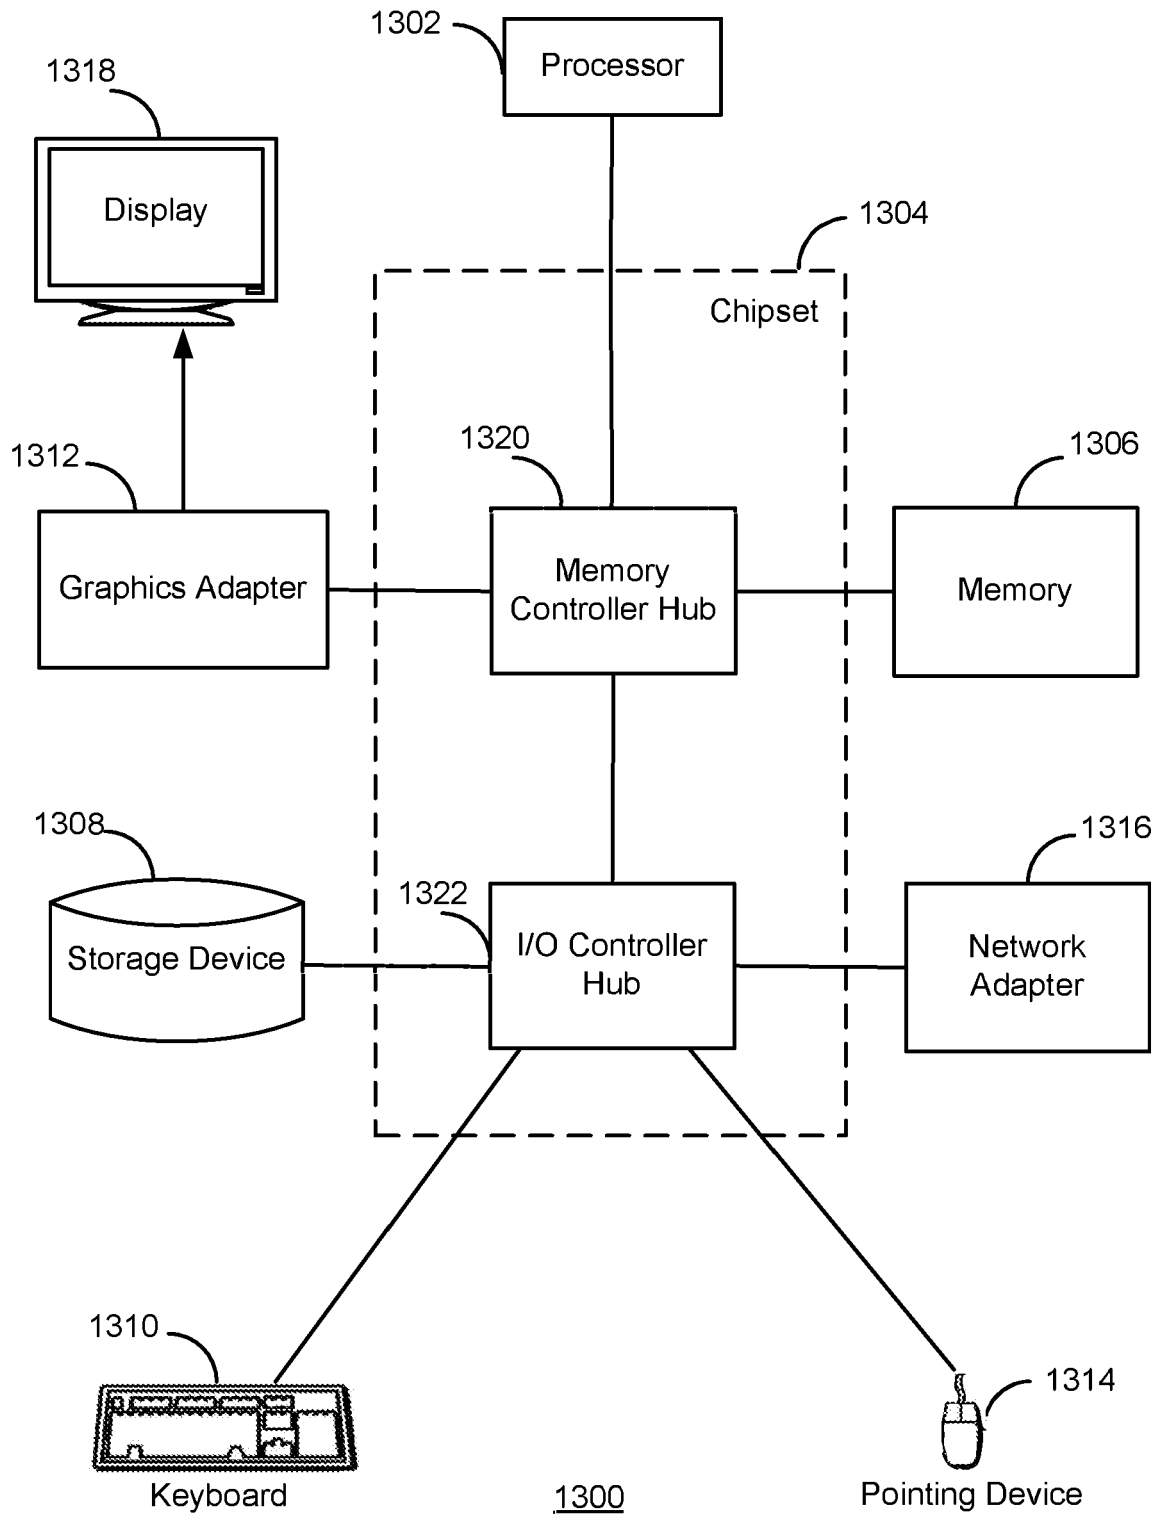 1302
Processor
1318
Display
1304
Chipset
1312
Graphics Adapter
1320
Memory
Controller Hub
1306
Memory
1308
Storage Device
1322
I/O Controller
Hub
1316
Network
Adapter
1310
Keyboard
1314
Pointing Device
1300